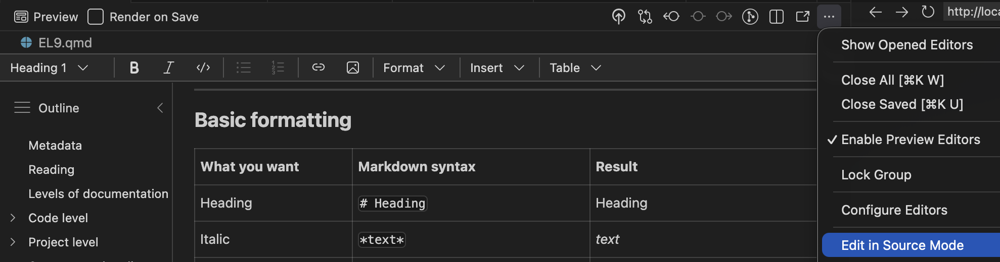 Preview Render on Save
http://loca
EL9.qmd
Heading 1 B I </> Format Insert Table
Outline
Metadata
Reading
Levels of documentation
Code level
Project level
Basic formatting
What you want Markdown syntax Result
Heading # Heading Heading
Italic *text* text
Show Opened Editors
Close All [⌘K W]
Close Saved [⌘K U]
✓ Enable Preview Editors
Lock Group
Configure Editors
Edit in Source Mode